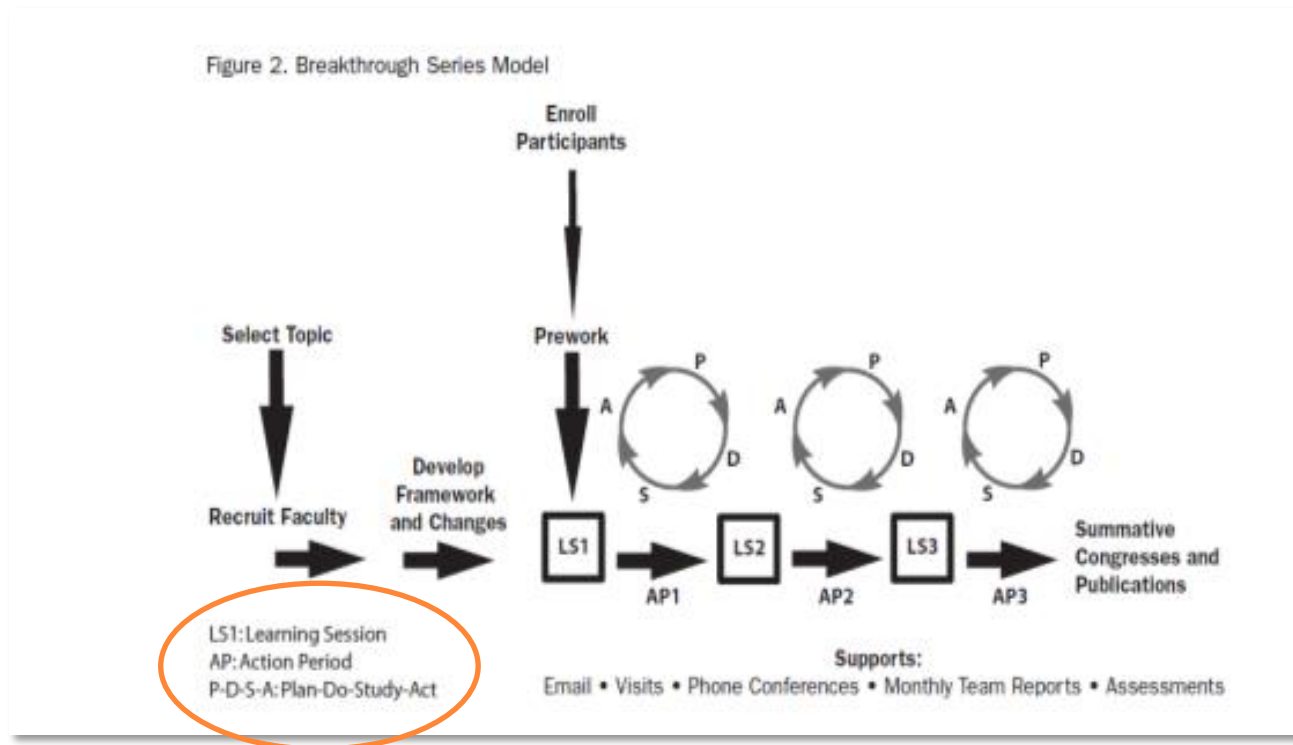 Figure 2. Breakthrough Series Model
Enroll
Participants
Select Topic
Prework
P
A
D
S
P
A
D
S
P
A
D
S
Recruit Faculty
Develop
Framework
and Changes
LS1
AP1
LS2
AP2
LS3
AP3
Summative
Congresses and
Publications
LS1: Learning Session
AP: Action Period
P-D-S-A: Plan-Do-Study-Act
Supports:
Email • Visits • Phone Conferences • Monthly Team Reports • Assessments